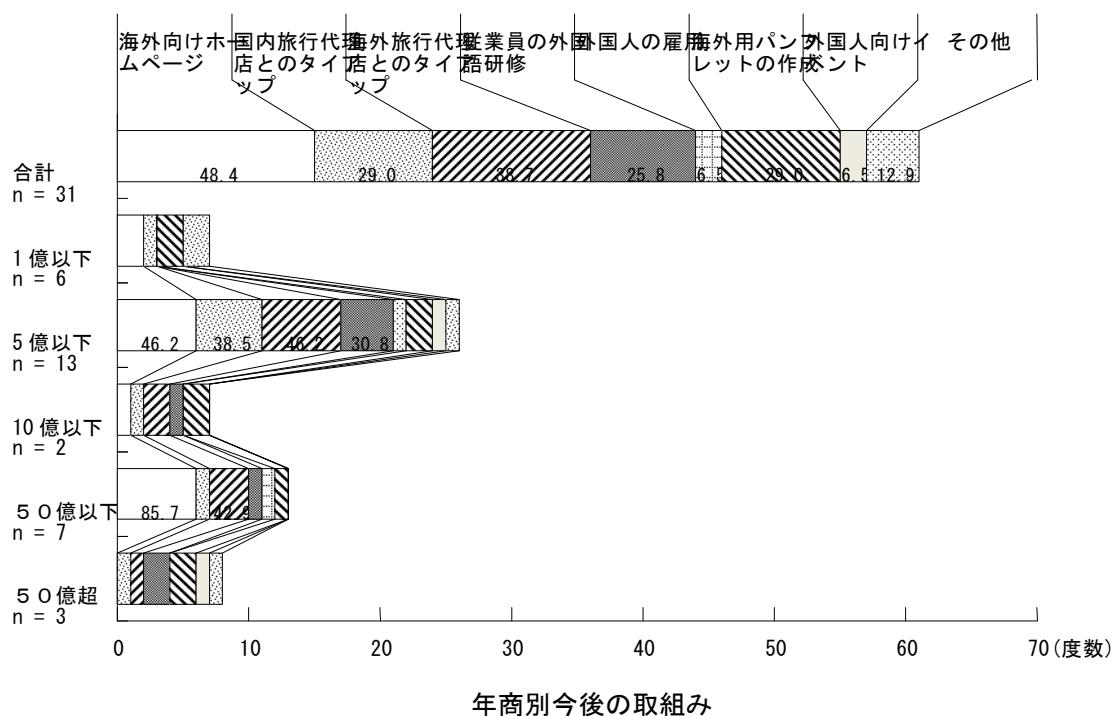 海外向けホームページ
国内旅行代理店とのタイアップ
海外旅行代理店とのタイアップ
従業員の外国語研修
外国人の雇用
海外用パンフレットの作成
外国人向けイベント
その他
合計
n = 31
48.4
29.0
38.7
25.8
6.5
29.0
6.5
12.9
1億以下
n = 6
5億以下
n = 13
46.2
38.5
46.2
30.8
10億以下
n = 2
５０億以下
n = 7
85.7
42.9
５０億超
n = 3
0 10 20 30 40 50 60 70(度数)
年商別今後の取組み